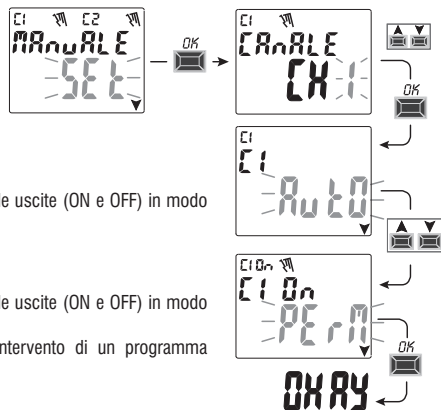 C1 C2
MAnuALE
SEt
OK
C1
CAnALE
CH 1
OK
C1
C1
AutO
le uscite (ON e OFF) in modo
C1On
C1 On
PErM
le uscite (ON e OFF) in modo
ntervento di un programma
OK
OKAY